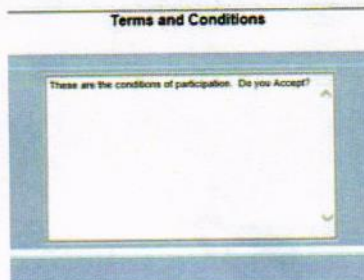 Terms and Conditions
These are the conditions of participation. Do you Accept?